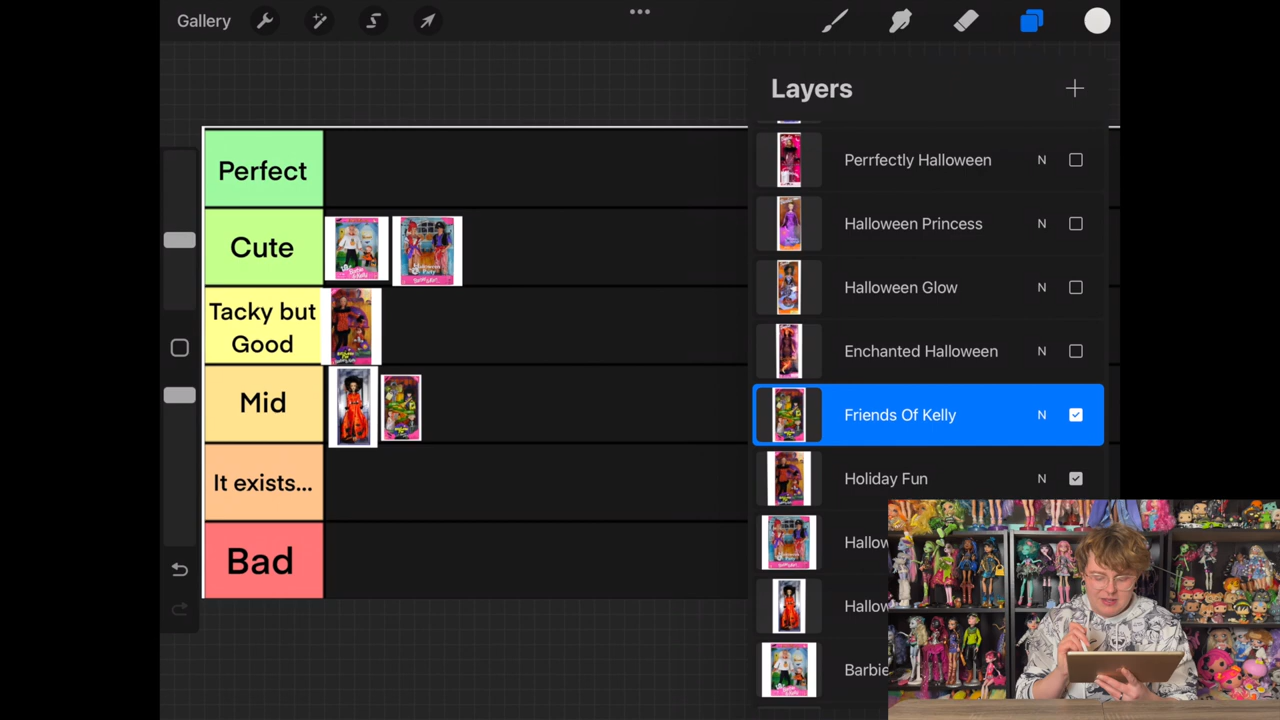 Gallery
Layers
Perrfectly Halloween N
Halloween Princess N
Halloween Glow N
Enchanted Halloween N
Friends Of Kelly N
Holiday Fun N
Hallow
Hallow
Barbie
Perfect
Cute
Tacky but
Good
Mid
It exists...
Bad